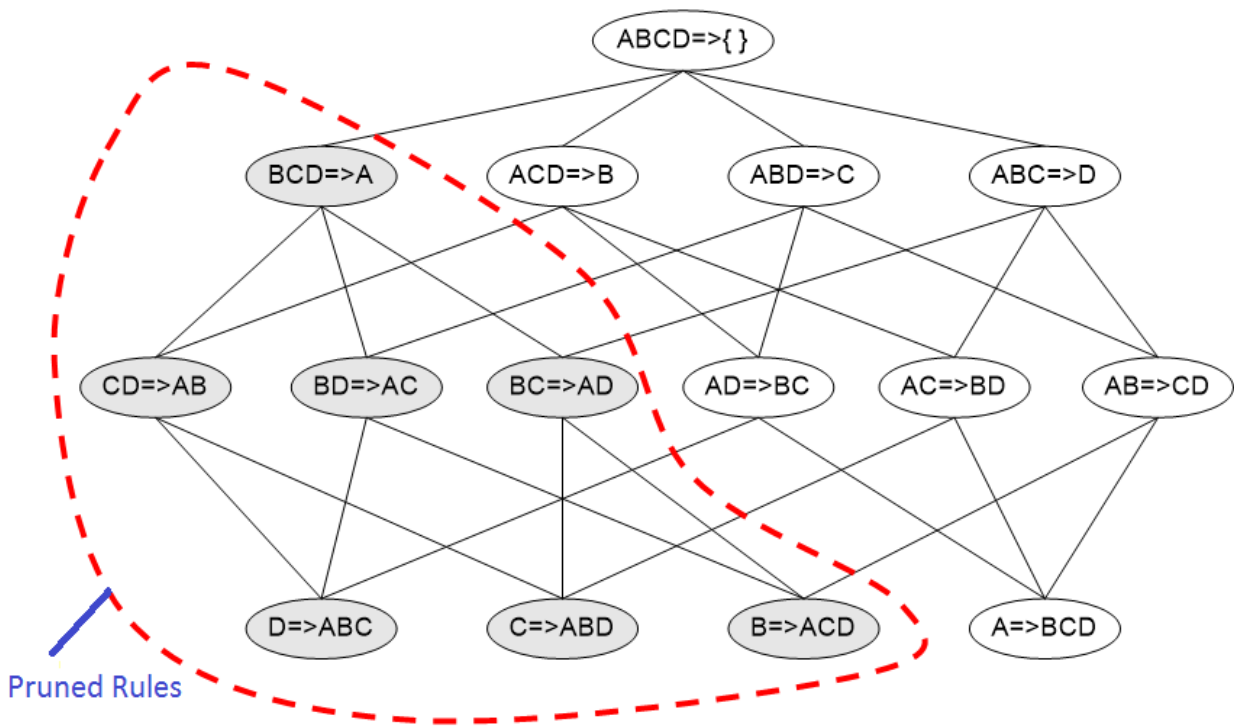 ABCD=>{ }
BCD=>A
ACD=>B
ABD=>C
ABC=>D
CD=>AB
BD=>AC
BC=>AD
AD=>BC
AC=>BD
AB=>CD
D=>ABC
C=>ABD
B=>ACD
A=>BCD
Pruned Rules